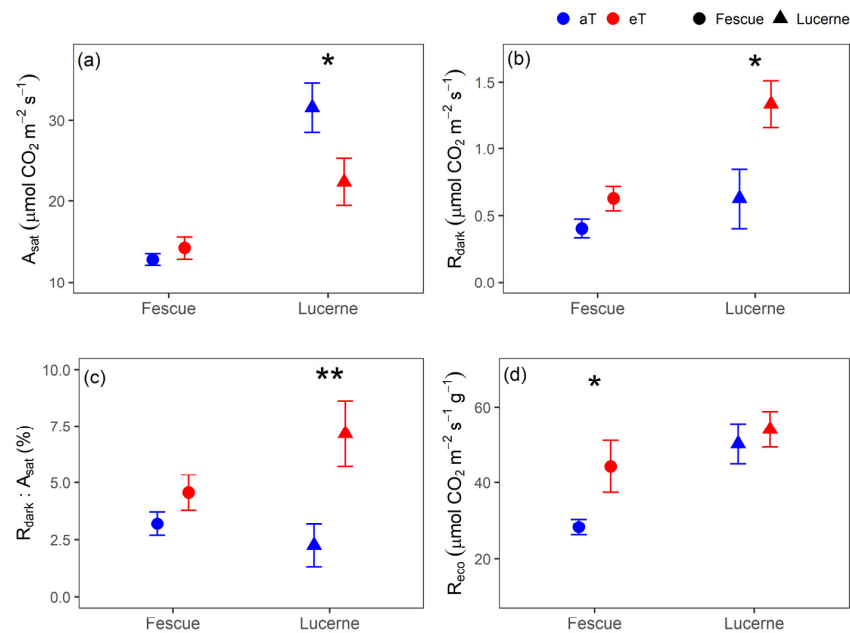 aT eT Fescue Lucerne
(a) *
A_sat (μmol CO₂ m⁻² s⁻¹)
30
20
10
Fescue Lucerne
(b) *
R_dark (μmol CO₂ m⁻² s⁻¹)
1.5
1.0
0.5
0.0
Fescue Lucerne
(c) **
R_dark : A_sat (%)
10.0
7.5
5.0
2.5
0.0
Fescue Lucerne
(d) *
R_eco (μmol CO₂ m⁻² s⁻¹ g⁻¹)
60
40
20
Fescue Lucerne